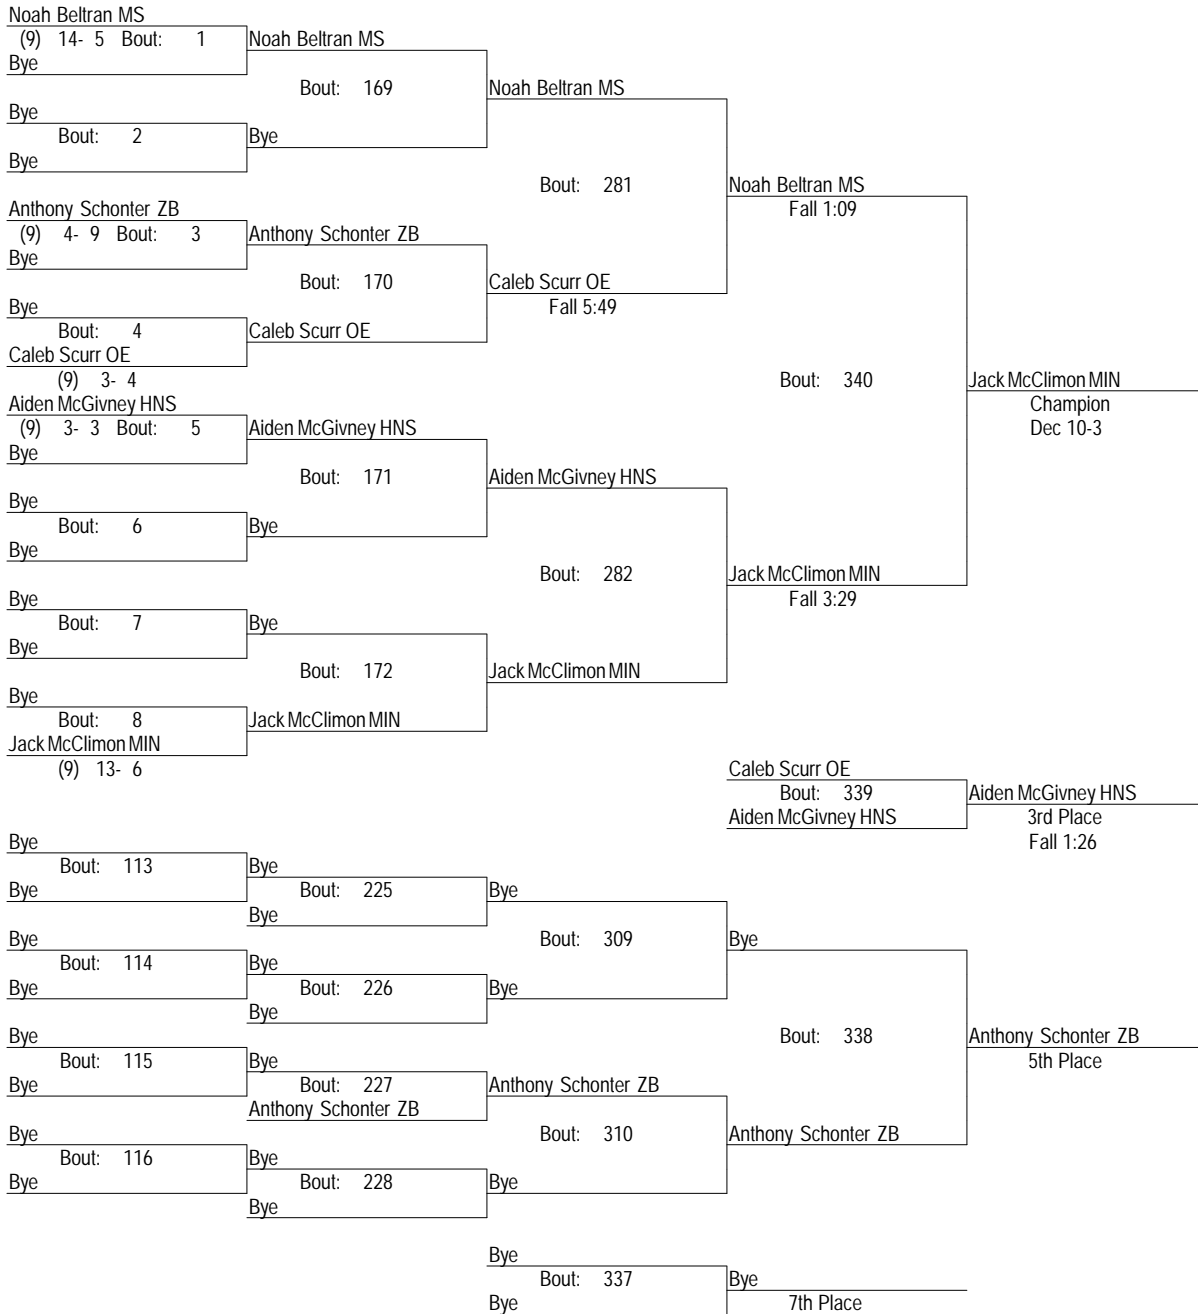 Noah Beltran MS
(9) 14- 5 Bout: 1 Noah Beltran MS
Bye
Bout: 169 Noah Beltran MS
Bye
Bout: 2 Bye
Bye
Bout: 281 Noah Beltran MS
Anthony Schonter ZB Fall 1:09
(9) 4- 9 Bout: 3 Anthony Schonter ZB
Bye
Bout: 170 Caleb Scurr OE
Bye Fall 5:49
Bout: 4 Caleb Scurr OE
Caleb Scurr OE
(9) 3- 4 Bout: 340 Jack McClimon MIN
Aiden McGivney HNS Champion
(9) 3- 3 Bout: 5 Aiden McGivney HNS Dec 10-3
Bye
Bout: 171 Aiden McGivney HNS
Bye
Bout: 6 Bye
Bye
Bout: 282 Jack McClimon MIN
Bye Fall 3:29
Bout: 7 Bye
Bye
Bout: 172 Jack McClimon MIN
Bye
Bout: 8 Jack McClimon MIN
Jack McClimon MIN
(9) 13- 6 Caleb Scurr OE
Bout: 339 Aiden McGivney HNS
Aiden McGivney HNS 3rd Place
Bye Fall 1:26
Bout: 113 Bye
Bye Bout: 225 Bye
Bye
Bye Bout: 309 Bye
Bout: 114 Bye
Bye Bout: 226 Bye
Bye
Bye Bout: 338 Anthony Schonter ZB
Bout: 115 Bye 5th Place
Bye Bout: 227 Anthony Schonter ZB
Anthony Schonter ZB
Bye Bout: 310 Anthony Schonter ZB
Bout: 116 Bye
Bye Bout: 228 Bye
Bye
Bye
Bout: 337 Bye
Bye 7th Place